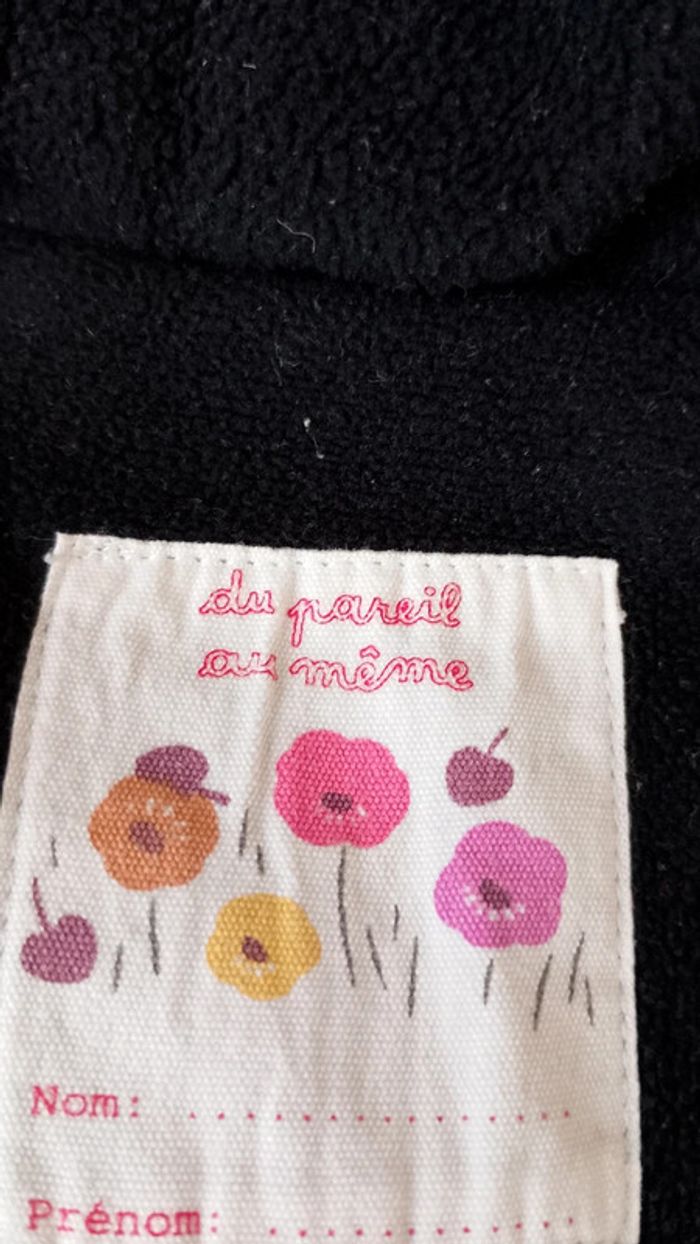 du pareil
au même
Nom: ..............
Prénom: ...........